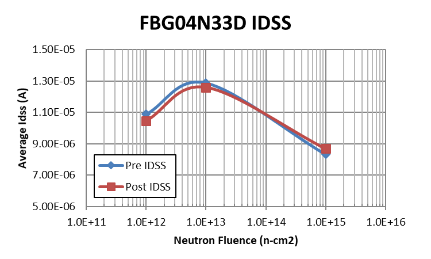 FBG04N33D IDSS
1.50E-05
1.30E-05
1.10E-05
9.00E-06
7.00E-06
5.00E-06
Average Idss (A)
Pre IDSS
Post IDSS
1.0E+11 1.0E+12 1.0E+13 1.0E+14 1.0E+15 1.0E+16
Neutron Fluence (n-cm2)